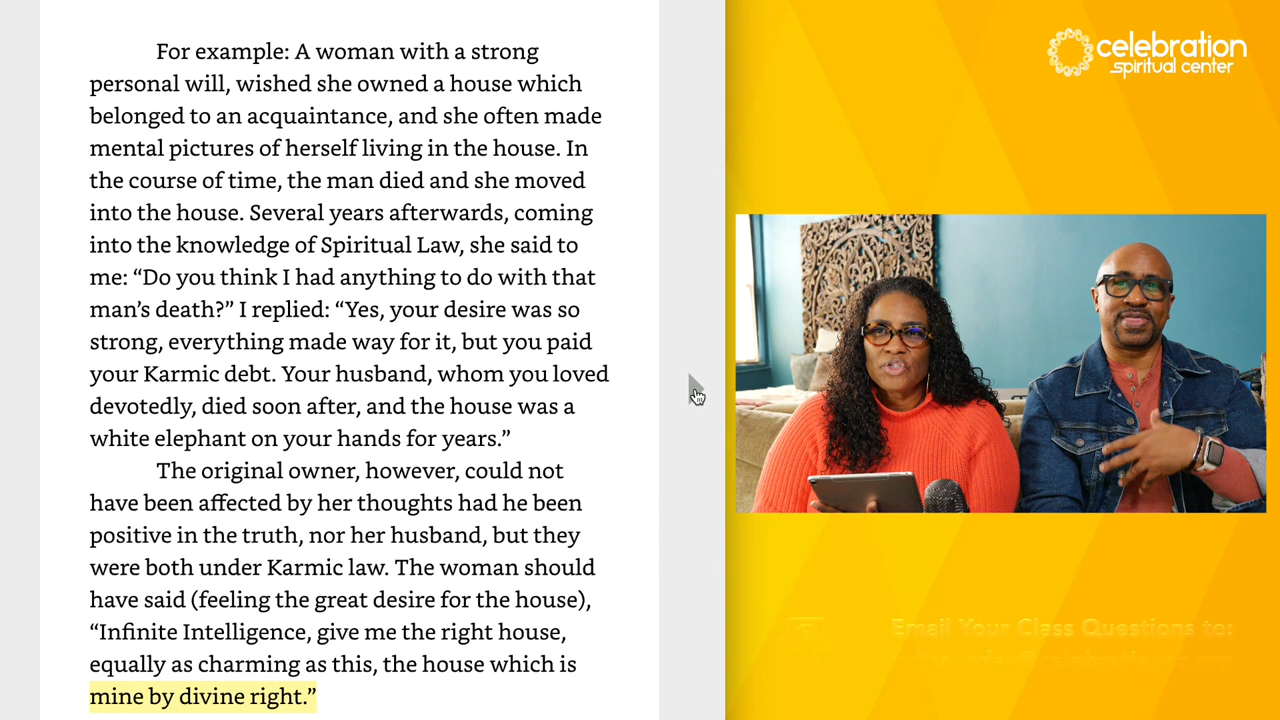 For example: A woman with a strong
personal will, wished she owned a house which
belonged to an acquaintance, and she often made
mental pictures of herself living in the house. In
the course of time, the man died and she moved
into the house. Several years afterwards, coming
into the knowledge of Spiritual Law, she said to
me: “Do you think I had anything to do with that
man’s death?” I replied: “Yes, your desire was so
strong, everything made way for it, but you paid
your Karmic debt. Your husband, whom you loved
devotedly, died soon after, and the house was a
white elephant on your hands for years.”
The original owner, however, could not
have been affected by her thoughts had he been
positive in the truth, nor her husband, but they
were both under Karmic law. The woman should
have said (feeling the great desire for the house),
“Infinite Intelligence, give me the right house,
equally as charming as this, the house which is
mine by divine right.”
celebration
spiritual center
Email Your Class Questions to: